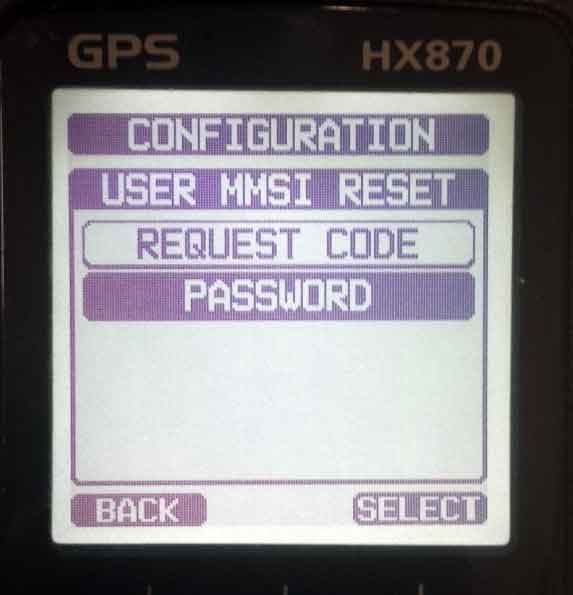 GPS HX870
CONFIGURATION
USER MMSI RESET
REQUEST CODE
PASSWORD
BACK SELECT